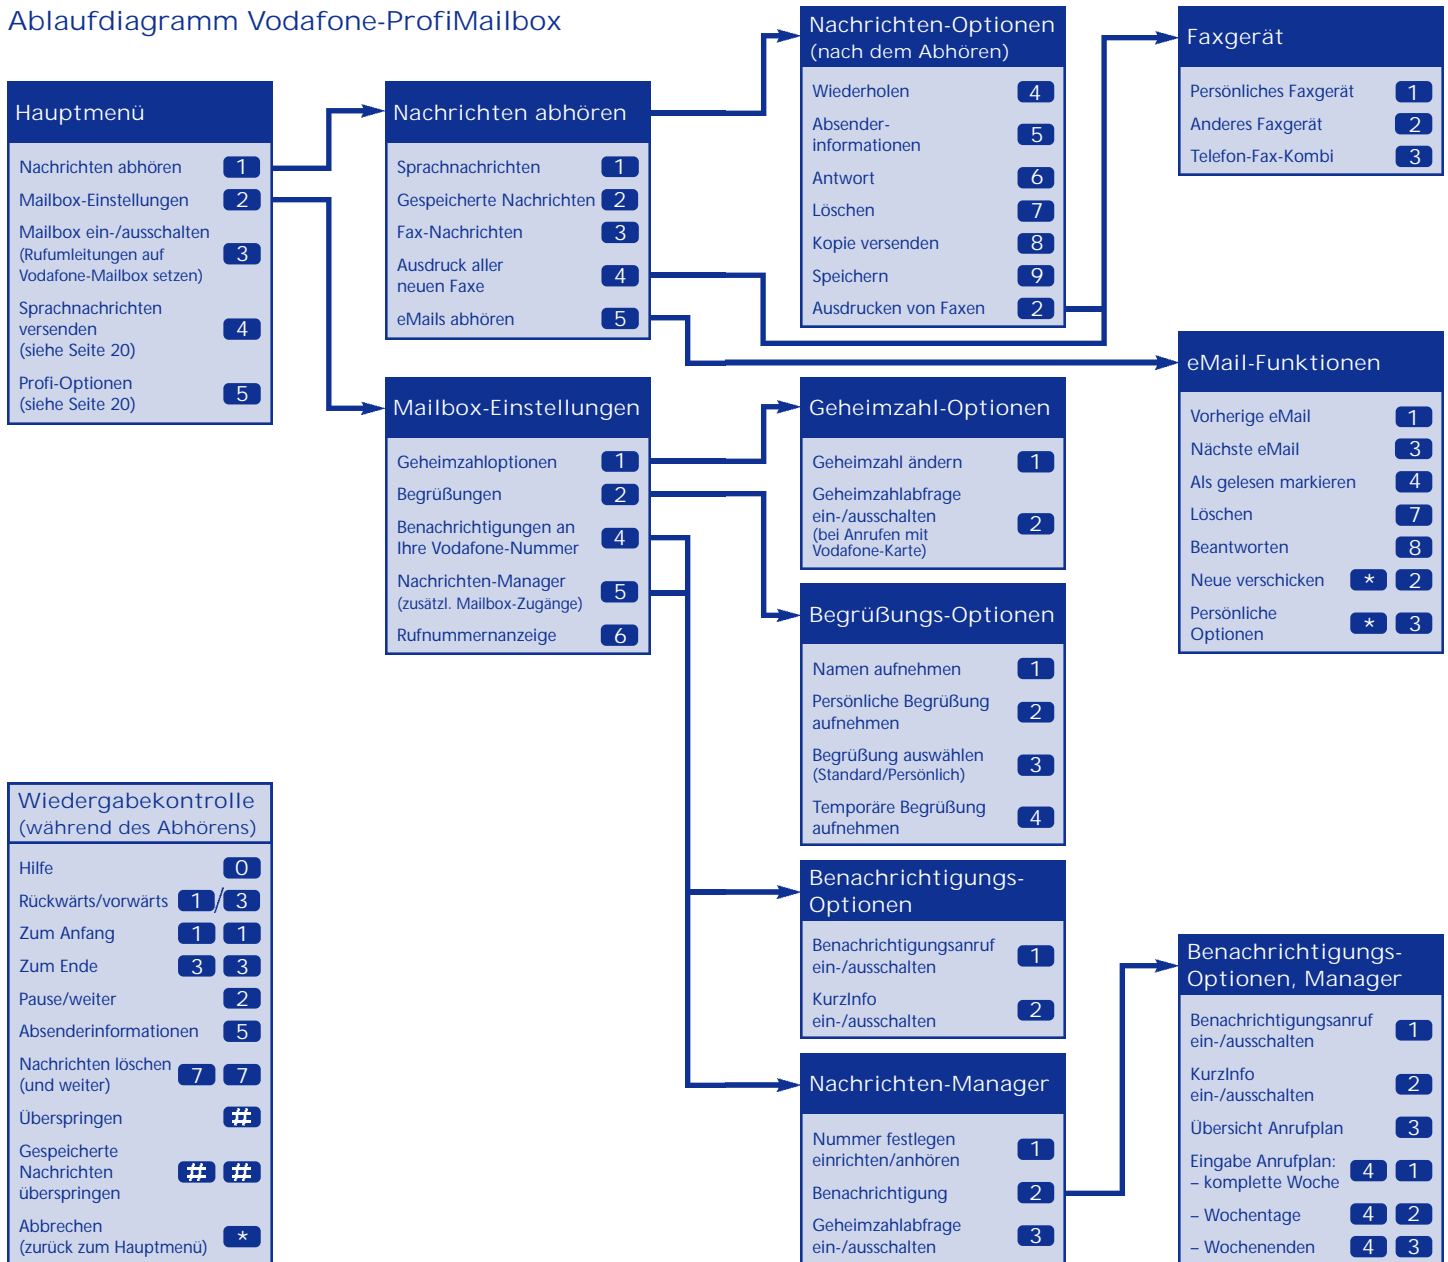 Ablaufdiagramm Vodafone-ProfiMailbox
Hauptmenü
Nachrichten abhören 1
Mailbox-Einstellungen 2
Mailbox ein-/ausschalten
(Rufumleitungen auf 3
Vodafone-Mailbox setzen)
Sprachnachrichten
versenden 4
(siehe Seite 20)
Profi-Optionen
(siehe Seite 20) 5
Nachrichten abhören
Sprachnachrichten 1
Gespeicherte Nachrichten 2
Fax-Nachrichten 3
Ausdruck aller
neuen Faxe 4
eMails abhören 5
Nachrichten-Optionen
(nach dem Abhören)
Wiederholen 4
Absender-
informationen 5
Antwort 6
Löschen 7
Kopie versenden 8
Speichern 9
Ausdrucken von Faxen 2
Faxgerät
Persönliches Faxgerät 1
Anderes Faxgerät 2
Telefon-Fax-Kombi 3
eMail-Funktionen
Vorherige eMail 1
Nächste eMail 3
Als gelesen markieren 4
Löschen 7
Beantworten 8
Neue verschicken * 2
Persönliche
Optionen * 3
Mailbox-Einstellungen
Geheimzahloptionen 1
Begrüßungen 2
Benachrichtigungen an
Ihre Vodafone-Nummer 4
Nachrichten-Manager
(zusätzl. Mailbox-Zugänge) 5
Rufnummernanzeige 6
Geheimzahl-Optionen
Geheimzahl ändern 1
Geheimzahlabfrage
ein-/ausschalten 2
(bei Anrufen mit
Vodafone-Karte)
Begrüßungs-Optionen
Namen aufnehmen 1
Persönliche Begrüßung
aufnehmen 2
Begrüßung auswählen
(Standard/Persönlich) 3
Temporäre Begrüßung
aufnehmen 4
Benachrichtigungs-
Optionen
Benachrichtigungsanruf
ein-/ausschalten 1
KurzInfo
ein-/ausschalten 2
Nachrichten-Manager
Nummer festlegen
einrichten/anhören 1
Benachrichtigung 2
Geheimzahlabfrage
ein-/ausschalten 3
Benachrichtigungs-
Optionen, Manager
Benachrichtigungsanruf
ein-/ausschalten 1
KurzInfo
ein-/ausschalten 2
Übersicht Anrufplan 3
Eingabe Anrufplan:
– komplette Woche 4 1
– Wochentage 4 2
– Wochenenden 4 3
Wiedergabekontrolle
(während des Abhörens)
Hilfe 0
Rückwärts/vorwärts 1 / 3
Zum Anfang 1 1
Zum Ende 3 3
Pause/weiter 2
Absenderinformationen 5
Nachrichten löschen
(und weiter) 7 7
Überspringen #
Gespeicherte
Nachrichten # #
überspringen
Abbrechen
(zurück zum Hauptmenü) *